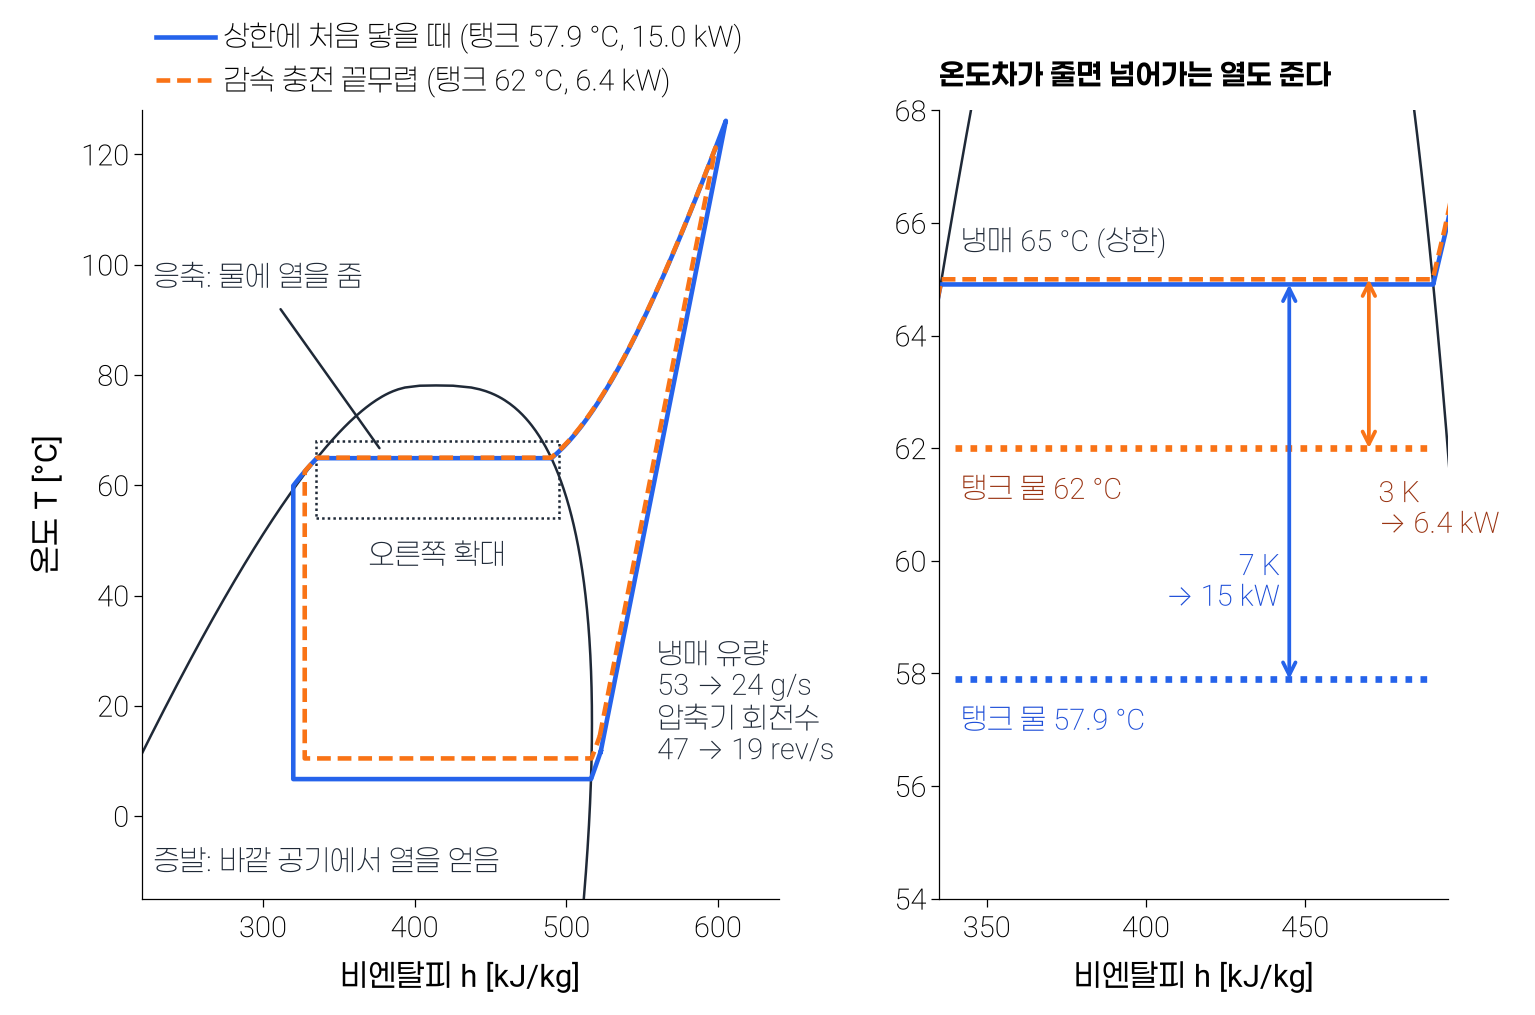 상한에 처음 닿을 때 (탱크 57.9 °C, 15.0 kW)
감속 충전 끝무렵 (탱크 62 °C, 6.4 kW)
온도 T [°C]
120
100
80
60
40
20
0
응축: 물에 열을 줌
오른쪽 확대
냉매 유량
53 → 24 g/s
압축기 회전수
47 → 19 rev/s
증발: 바깥 공기에서 열을 얻음
300
400
500
600
비엔탈피 h [kJ/kg]
온도차가 줄면 넘어가는 열도 준다
68
66
64
62
60
58
56
54
냉매 65 °C (상한)
탱크 물 62 °C
3 K
→ 6.4 kW
7 K
→ 15 kW
탱크 물 57.9 °C
350
400
450
비엔탈피 h [kJ/kg]